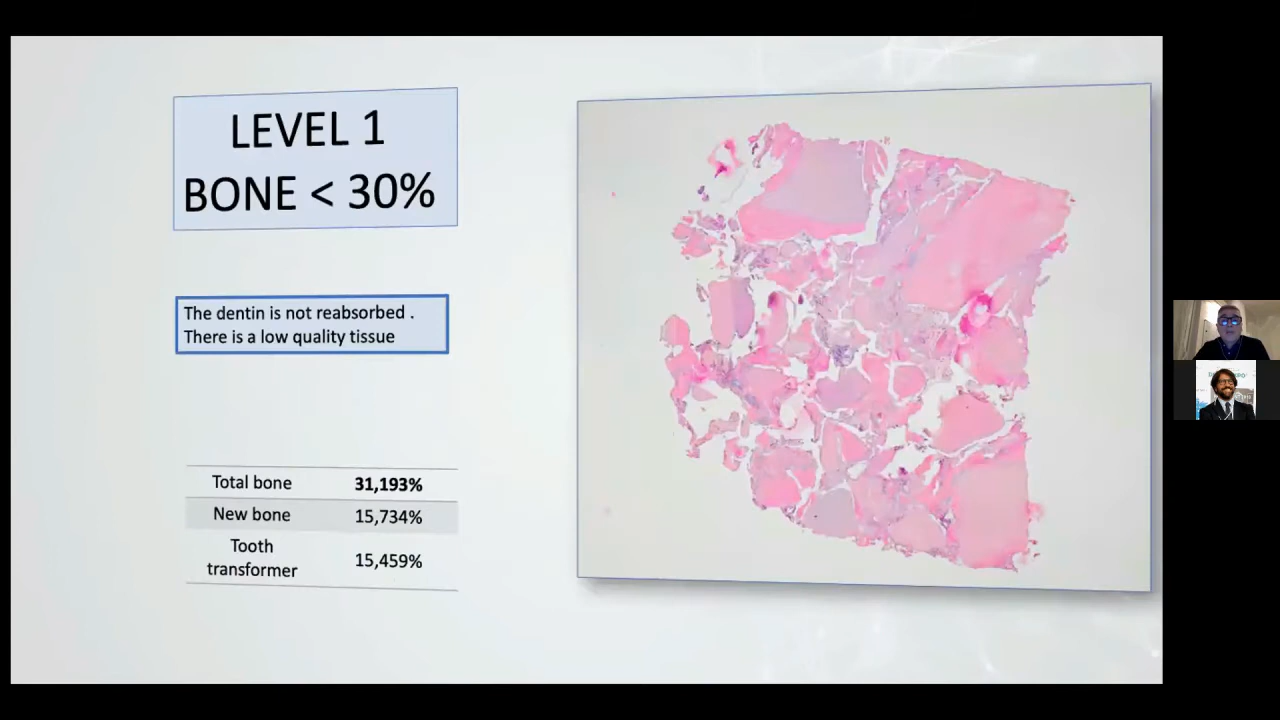 LEVEL 1
BONE < 30%
The dentin is not reabsorbed .
There is a low quality tissue
Total bone 31,193%
New bone 15,734%
Tooth
transformer 15,459%